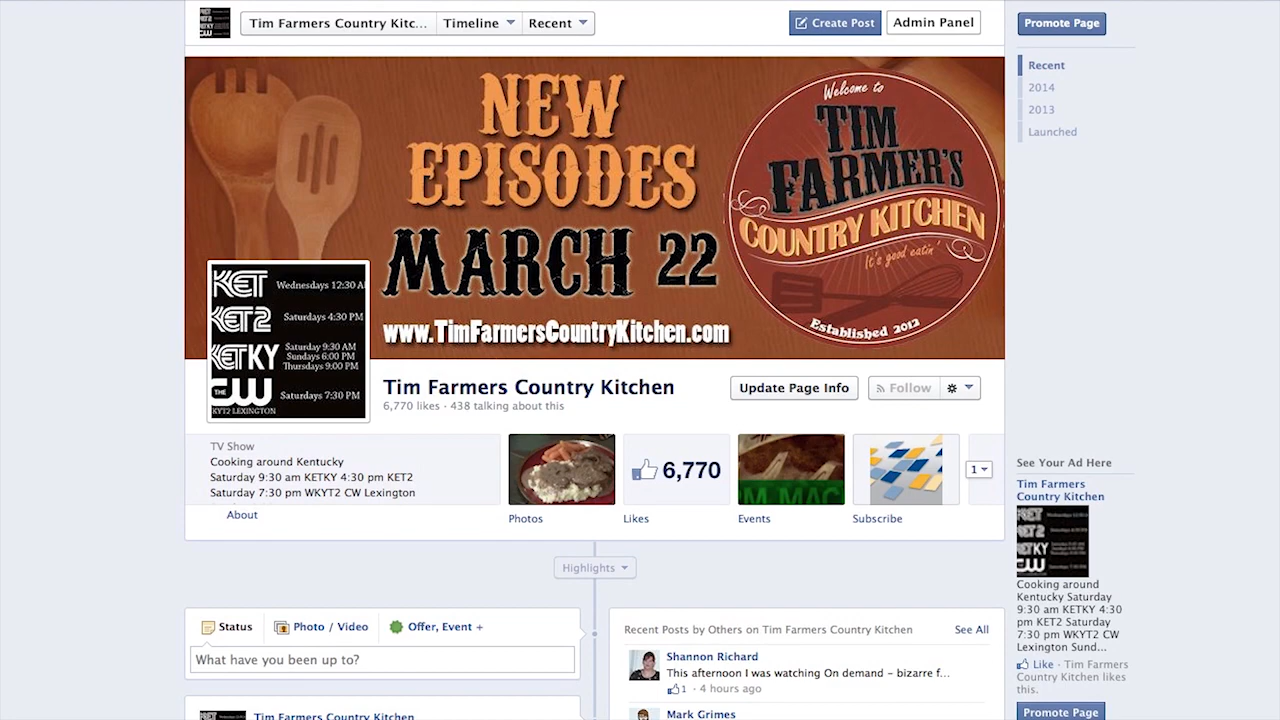 Tim Farmers Country Kitc...
Timeline
Recent
Create Post
Admin Panel
Promote Page
Recent
2014
2013
Launched
NEW
EPISODES
MARCH 22
www.TimFarmersCountryKitchen.com
Welcome to
TIM
FARMER'S
COUNTRY KITCHEN
It's good eatin'
Established 2012
KET Wednesdays 12:30 A
KET2 Saturdays 4:30 PM
KETKY Saturday 9:30 AM
Sundays 6:00 PM
Thursdays 9:00 PM
THE CW Saturdays 7:30 PM
KYT2 LEXINGTON
Tim Farmers Country Kitchen
6,770 likes · 438 talking about this
Update Page Info
Follow
TV Show
Cooking around Kentucky
Saturday 9:30 am KETKY 4:30 pm KET2
Saturday 7:30 pm WKYT2 CW Lexington
About
Photos
6,770
Likes
Events
Subscribe
1
Highlights
Status
Photo / Video
Offer, Event +
What have you been up to?
Tim Farmers Country Kitchen
Recent Posts by Others on Tim Farmers Country Kitchen
See All
Shannon Richard
This afternoon I was watching On demand - bizarre f...
1 · 4 hours ago
Mark Grimes
See Your Ad Here
Tim Farmers
Country Kitchen
KET
KET2
KETKY
CW
Cooking around
Kentucky Saturday
9:30 am KETKY 4:30
pm KET2 Saturday
7:30 pm WKYT2 CW
Lexington Sund...
Like · Tim Farmers
Country Kitchen likes
this.
Promote Page